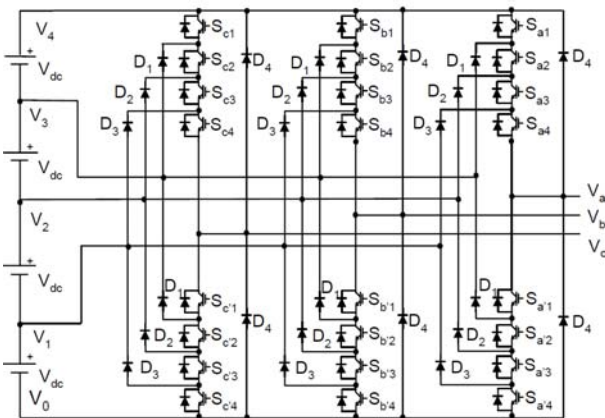 V4 Sc1 Sb1 Sa1
Vdc D1 Sc2 D4 D1 Sb2 D4 D1 Sa2 D4
D2 Sc3 D2 Sb3 D2 Sa3
V3 D3 Sc4 D3 Sb4 D3 Sa4
Vdc
Va
V2 Vb
Vc
Vdc
D1 Sc'1 D1 Sb'1 D1 Sa'1
V1 D2 Sc'2 D4 D2 Sb'2 D4 D2 Sa'2 D4
Vdc D3 Sc'3 D3 Sb'3 D3 Sa'3
V0 Sc'4 Sb'4 Sa'4